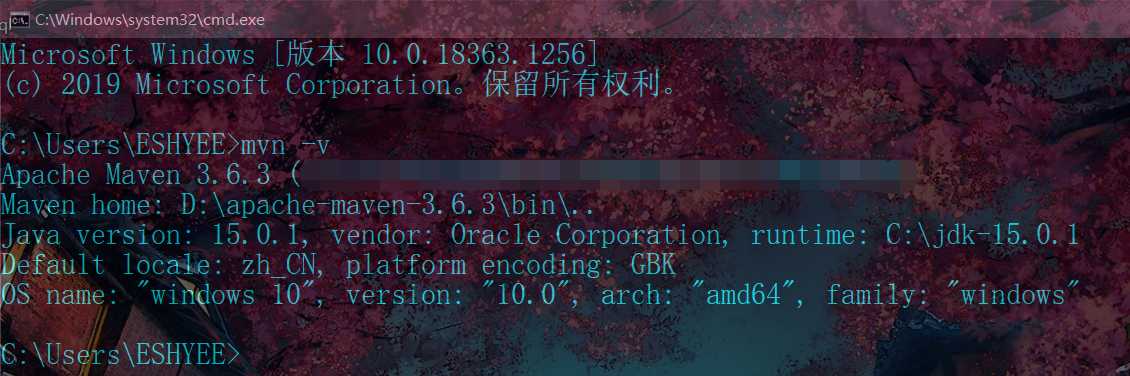 C:\Windows\system32\cmd.exe
Microsoft Windows [版本 10.0.18363.1256]
(c) 2019 Microsoft Corporation。保留所有权利。
C:\Users\ESHYEE>mvn -v
Apache Maven 3.6.3 (
Maven home: D:\apache-maven-3.6.3\bin\..
Java version: 15.0.1, vendor: Oracle Corporation, runtime: C:\jdk-15.0.1
Default locale: zh_CN, platform encoding: GBK
OS name: "windows 10", version: "10.0", arch: "amd64", family: "windows"
C:\Users\ESHYEE>